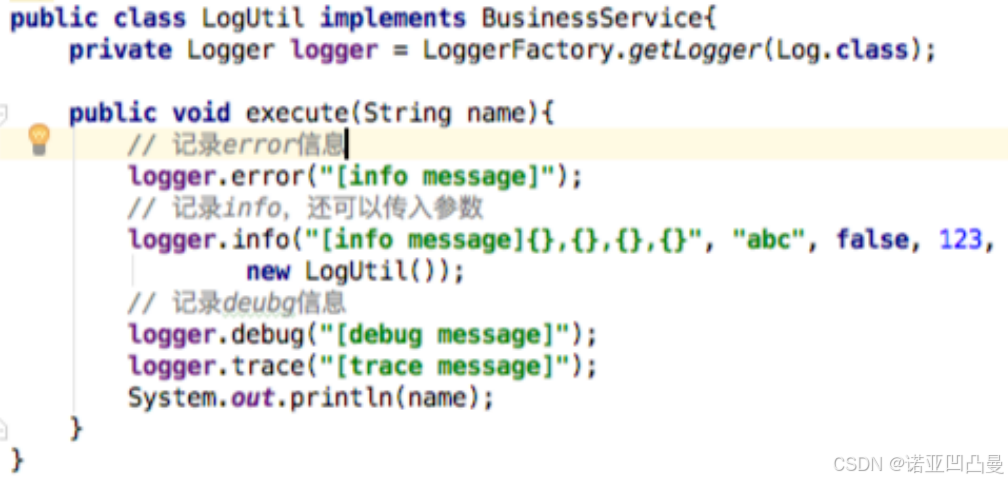 public class LogUtil implements BusinessService{
    private Logger logger = LoggerFactory.getLogger(Log.class);
    public void execute(String name){
        // 记录error信息
        logger.error("[info message]");
        // 记录info，还可以传入参数
        logger.info("[info message]{},{},{},{}", "abc", false, 123,
                new LogUtil());
        // 记录deubg信息
        logger.debug("[debug message]");
        logger.trace("[trace message]");
        System.out.println(name);
    }
}
CSDN @诺亚凹凸曼